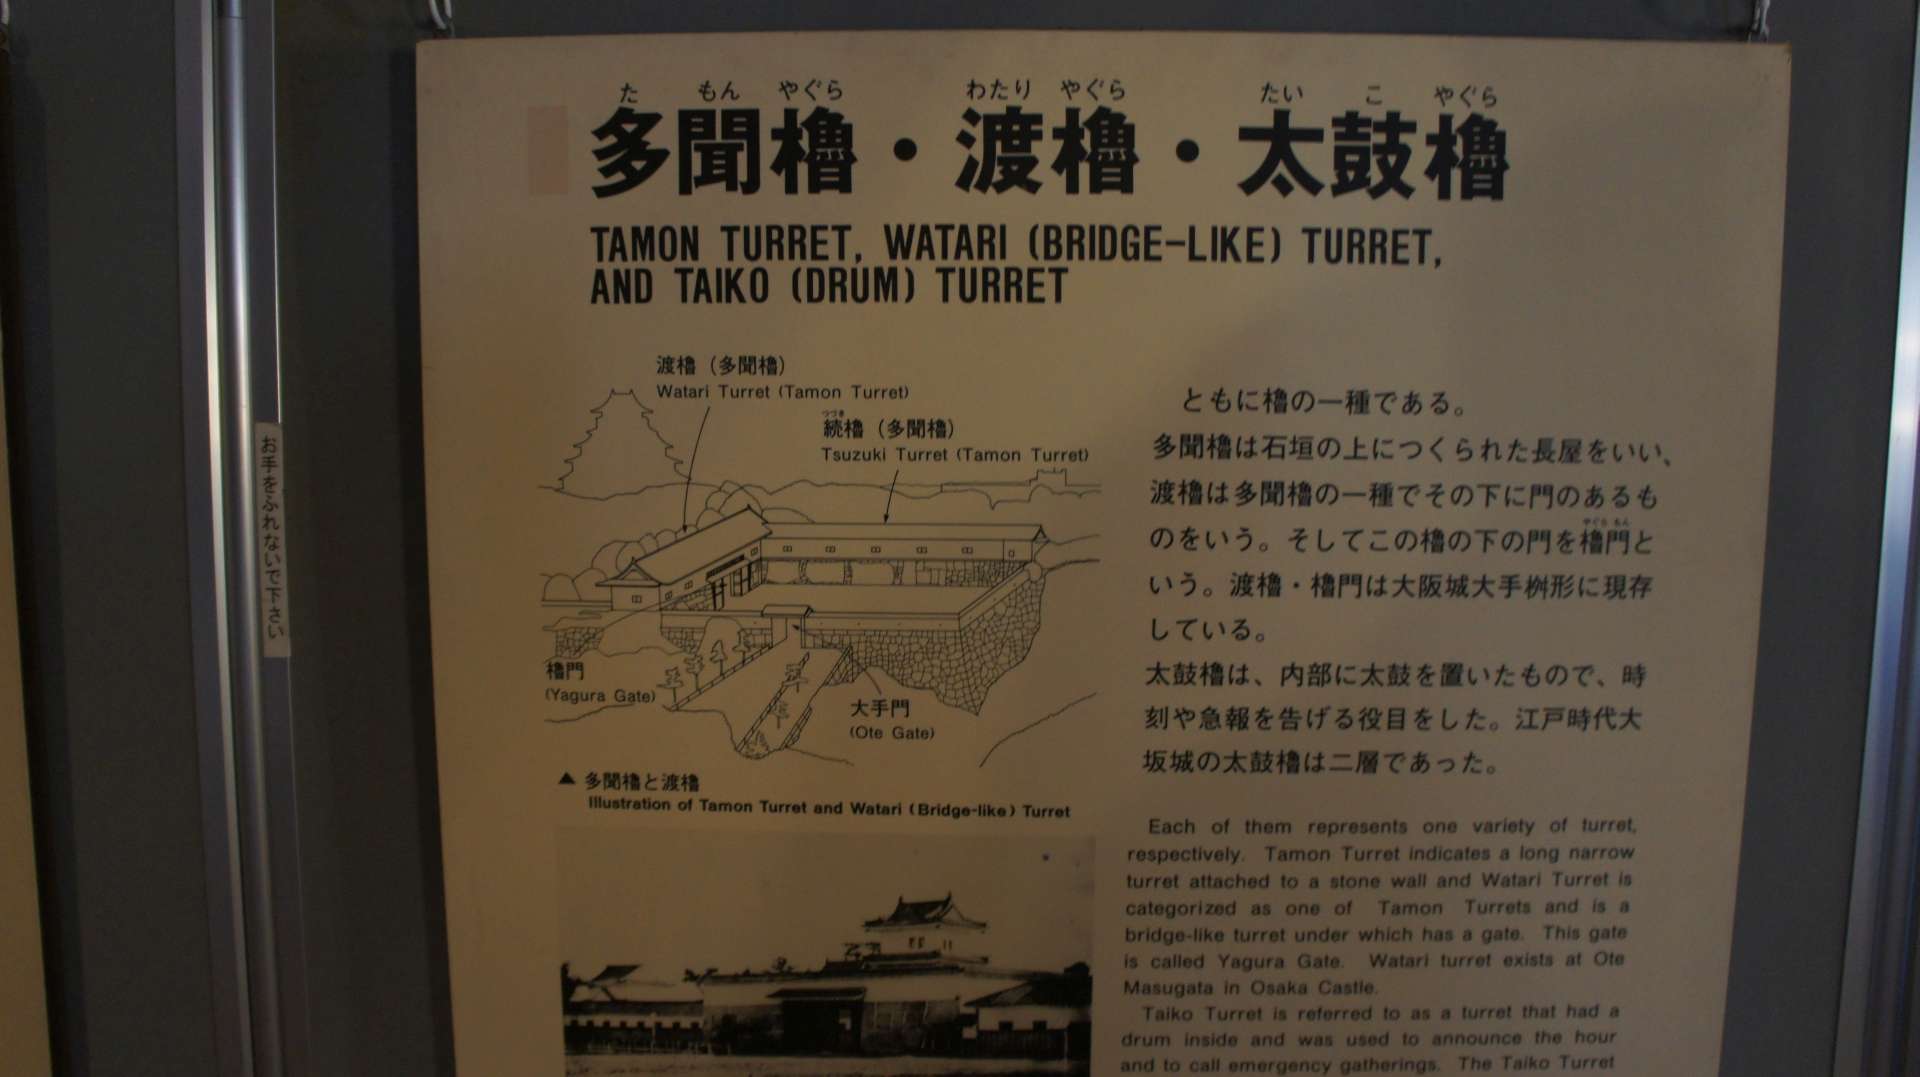 た もん やぐら わたり やぐら たい こ やぐら
多聞櫓・渡櫓・太鼓櫓
TAMON TURRET, WATARI (BRIDGE-LIKE) TURRET,
AND TAIKO (DRUM) TURRET
渡櫓（多聞櫓）
Watari Turret (Tamon Turret)
つづき
続櫓（多聞櫓）
Tsuzuki Turret (Tamon Turret)
櫓門
(Yagura Gate)
大手門
(Ote Gate)
▲ 多聞櫓と渡櫓
Illustration of Tamon Turret and Watari (Bridge-like) Turret
ともに櫓の一種である。
多聞櫓は石垣の上につくられた長屋をいい、
渡櫓は多聞櫓の一種でその下に門のあるも
やぐら もん
のをいう。そしてこの櫓の下の門を櫓門と
いう。渡櫓・櫓門は大阪城大手桝形に現存
している。
太鼓櫓は、内部に太鼓を置いたもので、時
刻や急報を告げる役目をした。江戸時代大
坂城の太鼓櫓は二層であった。
Each of them represents one variety of turret,
respectively. Tamon Turret indicates a long narrow
turret attached to a stone wall and Watari Turret is
categorized as one of Tamon Turrets and is a
bridge-like turret under which has a gate. This gate
is called Yagura Gate. Watari turret exists at Ote
Masugata in Osaka Castle.
Taiko Turret is referred to as a turret that had a
drum inside and was used to announce the hour
and to call emergency gatherings. The Taiko Turret
お手をふれないで下さい